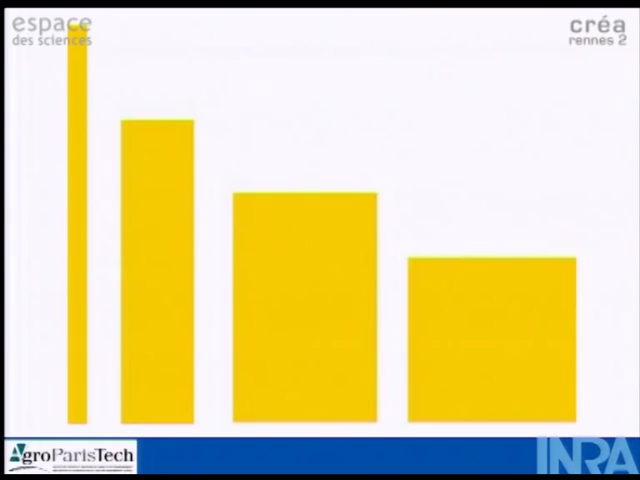 espace
des sciences
créa
rennes 2
AgroParisTech
INRA